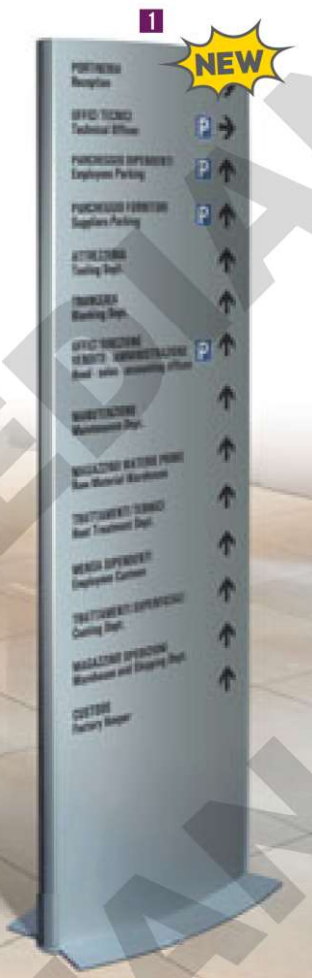 1
NEW
PORTINERIA
Reception
UFFICI TECNICI
Technical Offices
P →
PARCHEGGIO DIPENDENTI
Employees Parking
P ↑
PARCHEGGIO FORNITORI
Suppliers Parking
P ↑
ATTREZZERIA
Tooling Dept. ↑
TRANCERIA
Blanking Dept. ↑
UFFICI DIREZIONE
VENDITE AMMINISTRAZIONE
Head sales accounting offices
P ↑
MANUTENZIONE
Maintenance Dept. ↑
MAGAZZINO MATERIE PRIME
Raw Material Warehouse ↑
TRATTAMENTI TERMICI
Heat Treatment Dept. ↑
MENSA DIPENDENTI
Employees Canteen ↑
TRATTAMENTI SUPERFICIALI
Coating Dept. ↑
MAGAZZINO SPEDIZIONI
Warehouse and Shipping Dept. ↑
CUSTODE
Factory Keeper